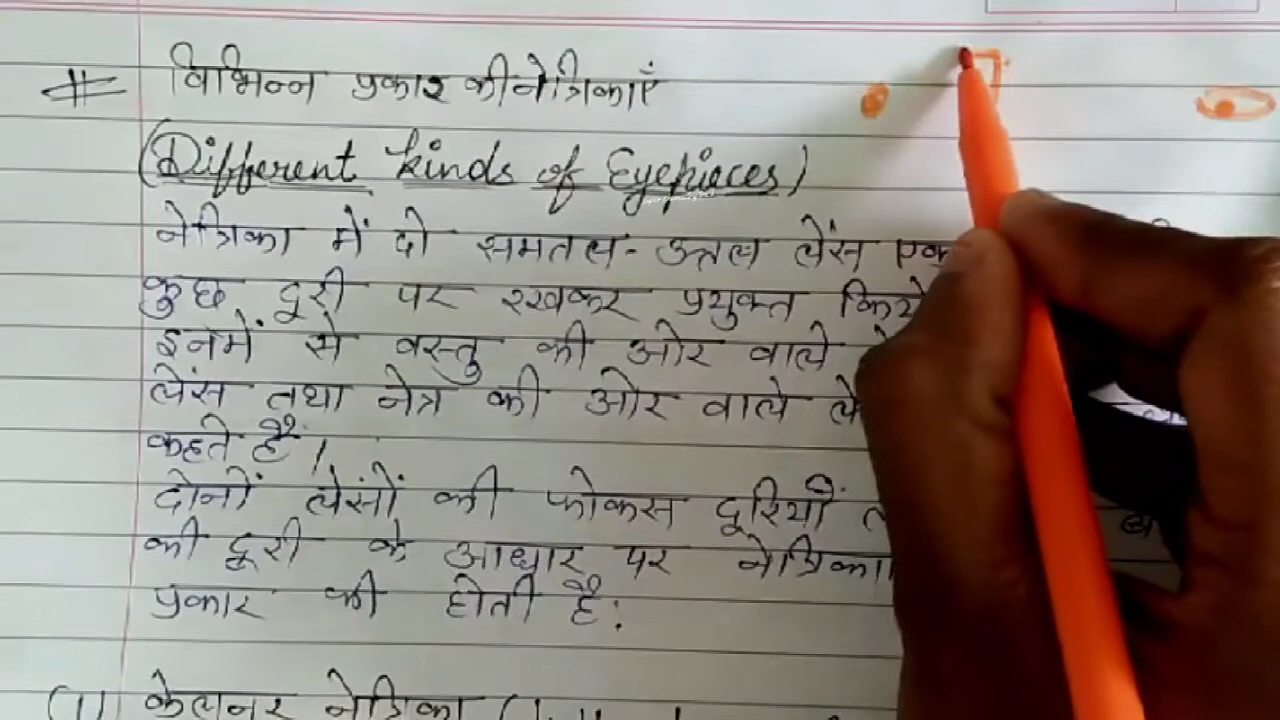 # विभिन्न प्रकार की नेत्रिकाएँ
(Different kinds of Eyepieces)
नेत्रिका में दो समतल-उत्तल लेंस
कुछ दूरी पर रखकर प्रयुक्त
इनमें से वस्तु की ओर वाले
लेंस तथा नेत्र की ओर वाले
कहते हैं।
दोनों लेंसों की फोकस दूरियाँ
की दूरी के आधार पर
प्रकार की होती है:
(1) केलनर नेत्रिका